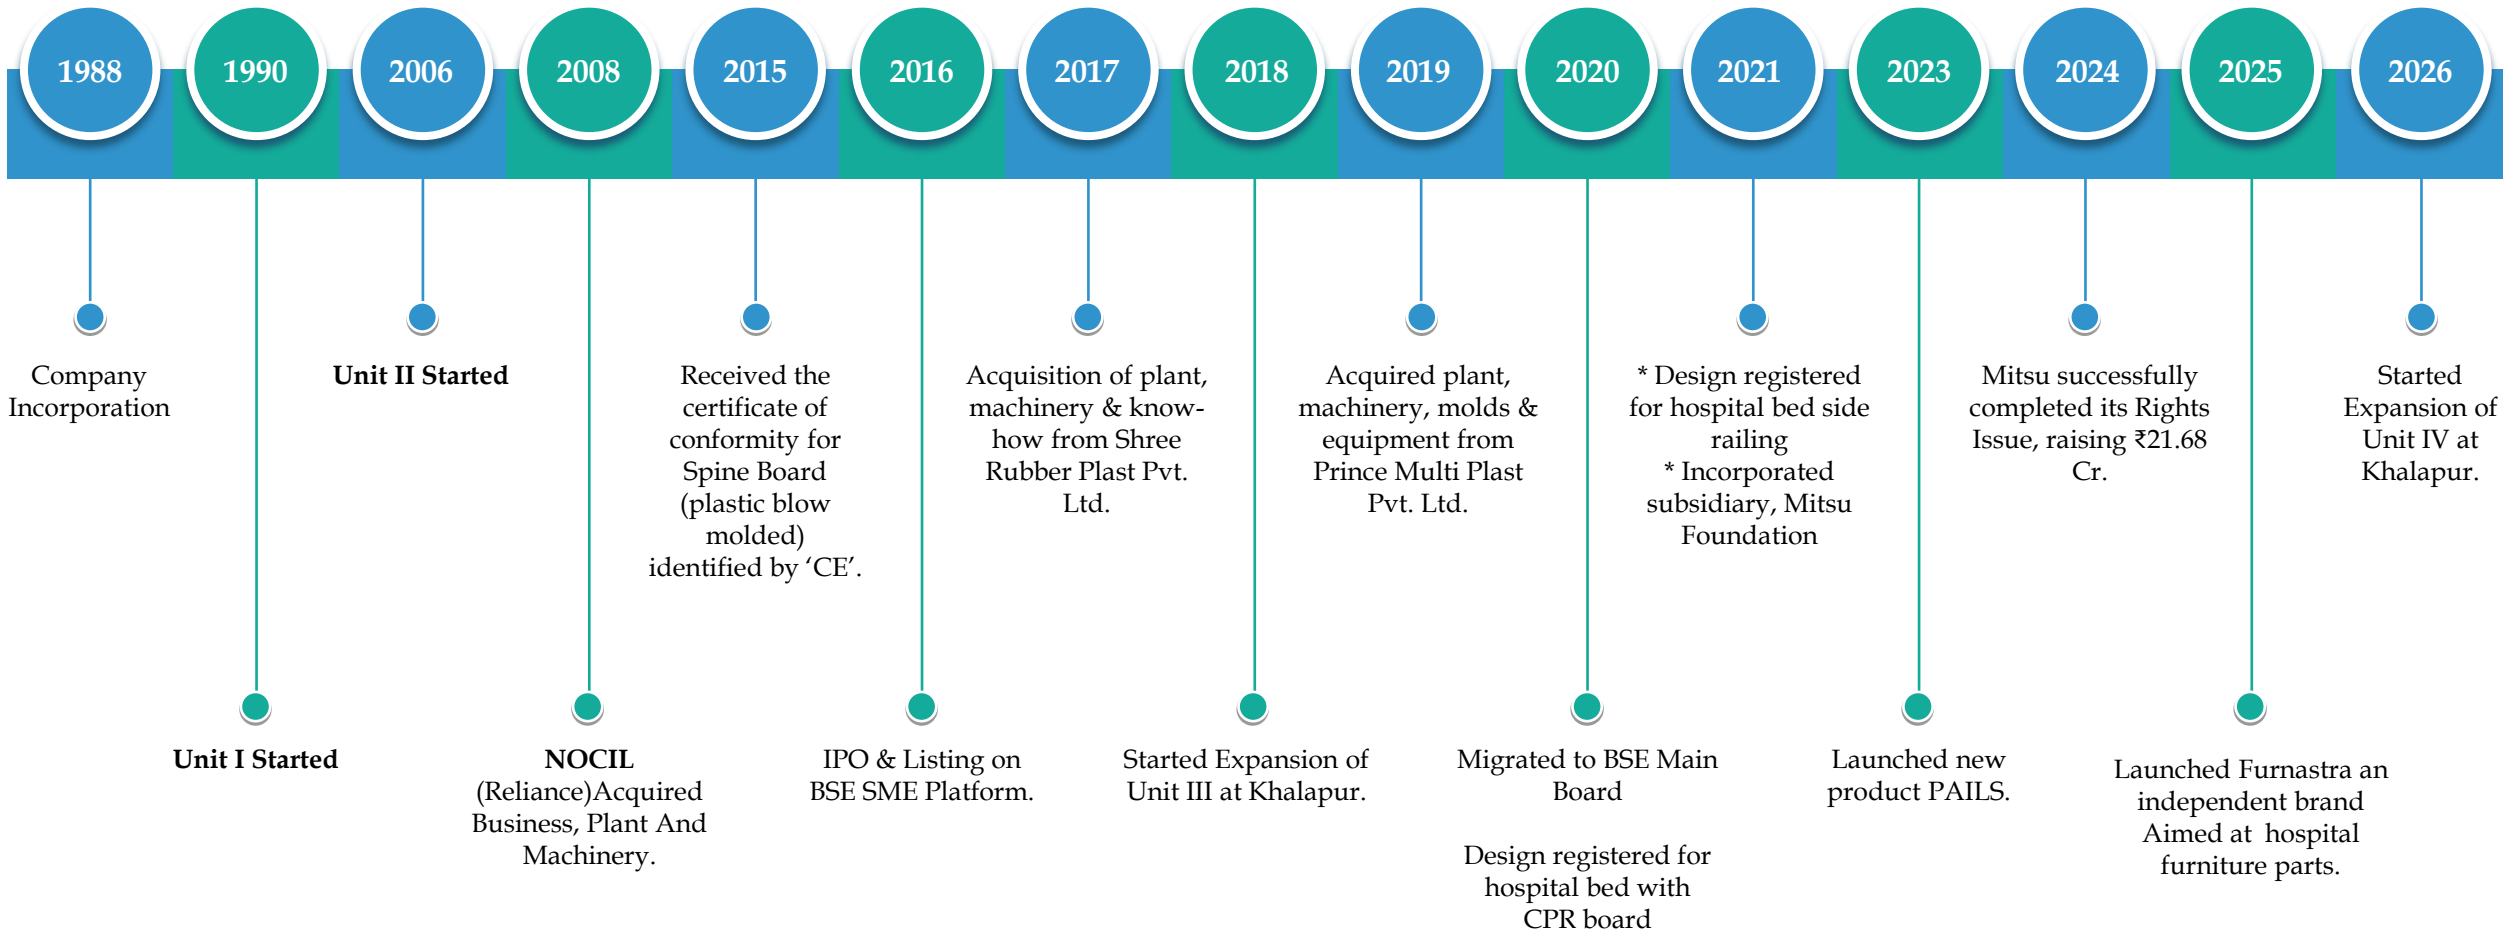 1988
1990
2006
2008
2015
2016
2017
2018
2019
2020
2021
2023
2024
2025
2026
Company
Incorporation
Unit II Started
Received the
certificate of
conformity for
Spine Board
(plastic blow
molded)
identified by ‘CE’.
Acquisition of plant,
machinery & know-
how from Shree
Rubber Plast Pvt.
Ltd.
Acquired plant,
machinery, molds &
equipment from
Prince Multi Plast
Pvt. Ltd.
* Design registered
for hospital bed side
railing
* Incorporated
subsidiary, Mitsu
Foundation
Mitsu successfully
completed its Rights
Issue, raising ₹21.68
Cr.
Started
Expansion of
Unit IV at
Khalapur.
Unit I Started
NOCIL
(Reliance)Acquired
Business, Plant And
Machinery.
IPO & Listing on
BSE SME Platform.
Started Expansion of
Unit III at Khalapur.
Migrated to BSE Main
Board
Design registered for
hospital bed with
CPR board
Launched new
product PAILS.
Launched Furnastra an
independent brand
Aimed at  hospital
furniture parts.